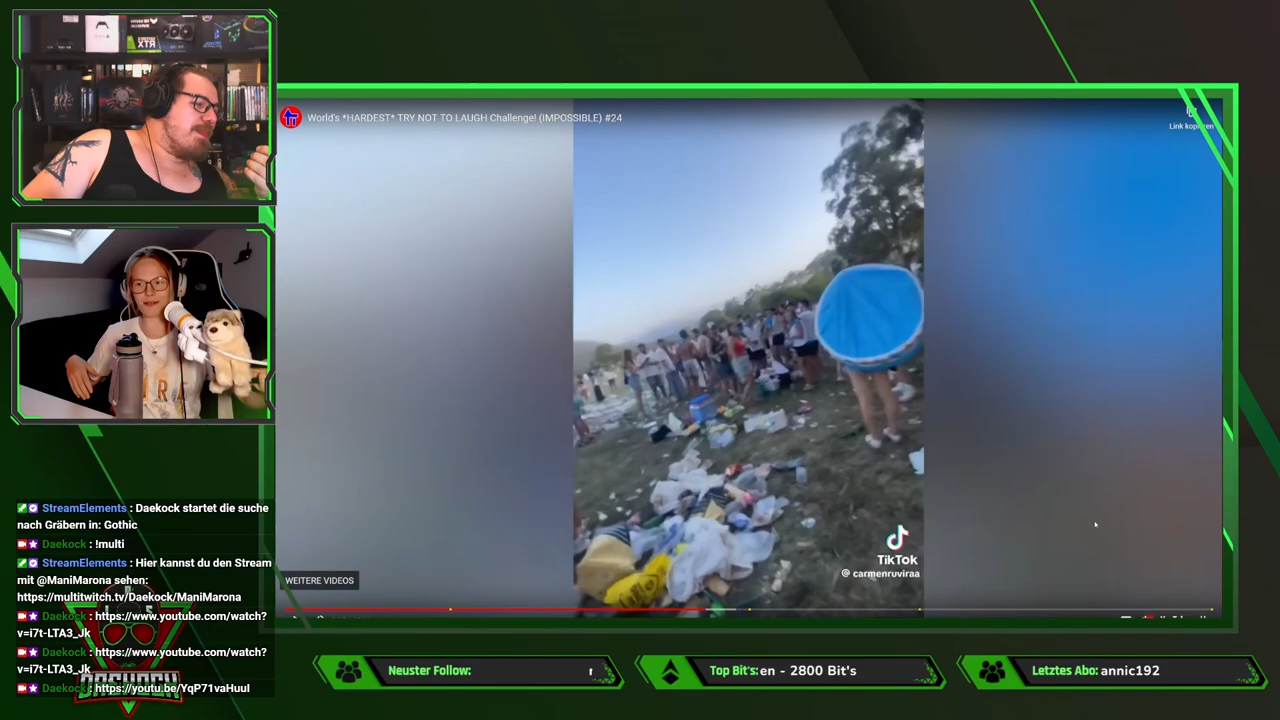 World's *HARDEST* TRY NOT TO LAUGH Challenge! (IMPOSSIBLE) #24
Link kopieren
TikTok
@ carmenruviraa
WEITERE VIDEOS
StreamElements : Daekock startet die suche
nach Gräbern in: Gothic
Daekock : !multi
StreamElements : Hier kannst du den Stream
mit @ManiMarona sehen:
https://multitwitch.tv/Daekock/ManiMarona
Daekock : https://www.youtube.com/watch?
v=i7t-LTA3_Jk
Daekock : https://www.youtube.com/watch?
v=i7t-LTA3_Jk
Daekock : https://youtu.be/YqP71vaHuuI
DAEKOCK
Neuster Follow:
Top Bit's: en - 2800 Bit's
Letztes Abo: annic192